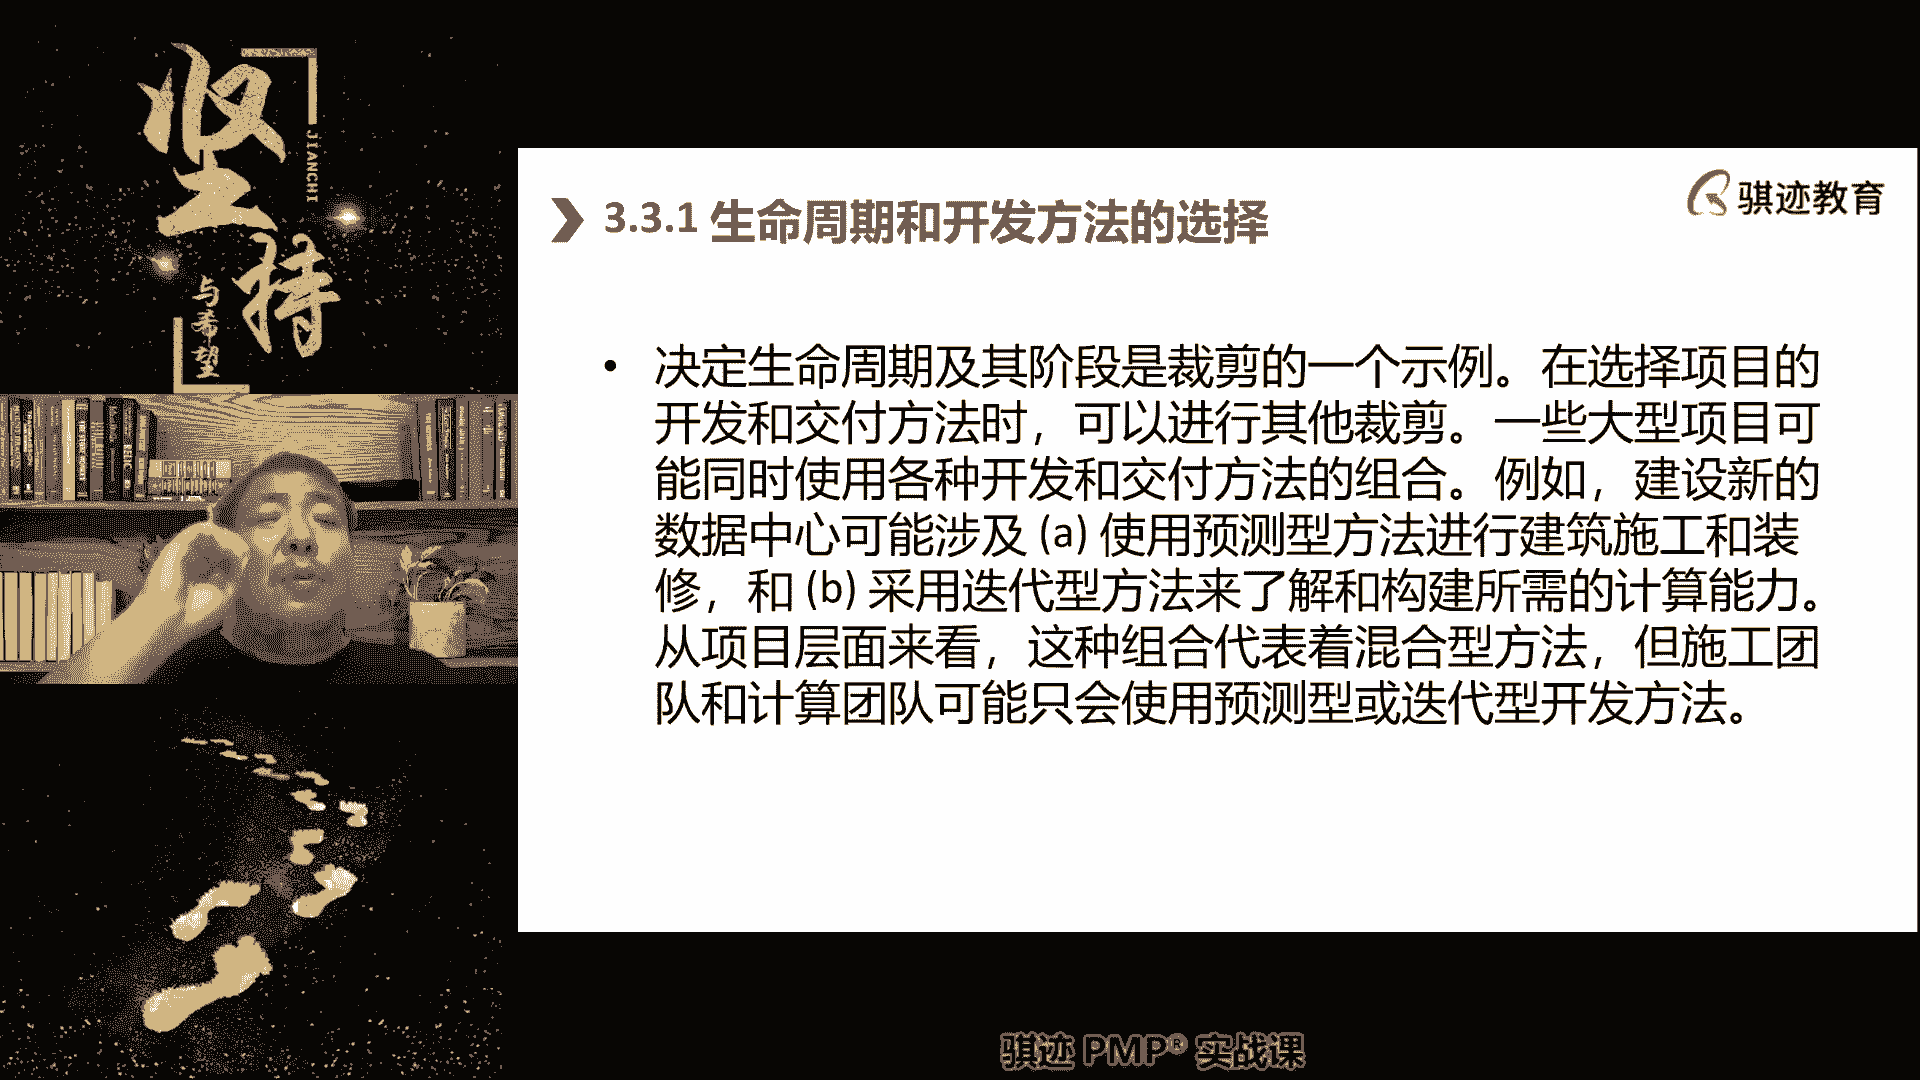 坚持
JIANCHI
与希望
骐迹教育
3.3.1 生命周期和开发方法的选择
• 决定生命周期及其阶段是裁剪的一个示例。在选择项目的
开发和交付方法时，可以进行其他裁剪。一些大型项目可
能同时使用各种开发和交付方法的组合。例如，建设新的
数据中心可能涉及 (a) 使用预测型方法进行建筑施工和装
修，和 (b) 采用迭代型方法来了解和构建所需的计算能力。
从项目层面来看，这种组合代表着混合型方法，但施工团
队和计算团队可能只会使用预测型或迭代型开发方法。
骐迹 PMP® 实战课